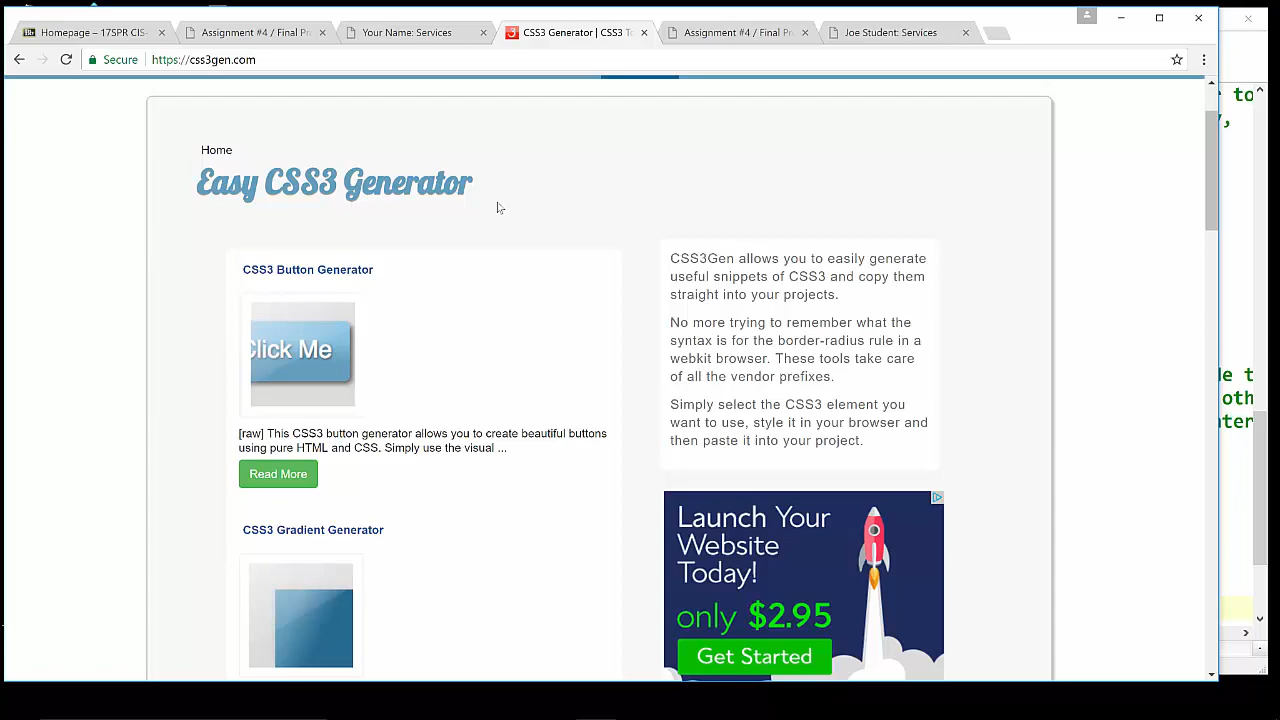 Homepage – 17SPR CIS-
Assignment #4 / Final Pr
Your Name: Services
CSS3 Generator | CSS3 T
Assignment #4 / Final Pr
Joe Student: Services
Secure
https://css3gen.com
Home
Easy CSS3 Generator
CSS3 Button Generator
Click Me
[raw] This CSS3 button generator allows you to create beautiful buttons
using pure HTML and CSS. Simply use the visual ...
Read More
CSS3 Gradient Generator
CSS3Gen allows you to easily generate
useful snippets of CSS3 and copy them
straight into your projects.
No more trying to remember what the
syntax is for the border-radius rule in a
webkit browser. These tools take care
of all the vendor prefixes.
Simply select the CSS3 element you
want to use, style it in your browser and
then paste it into your project.
Launch Your
Website
Today!
only $2.95
Get Started
to
y,
de t
oth
nter